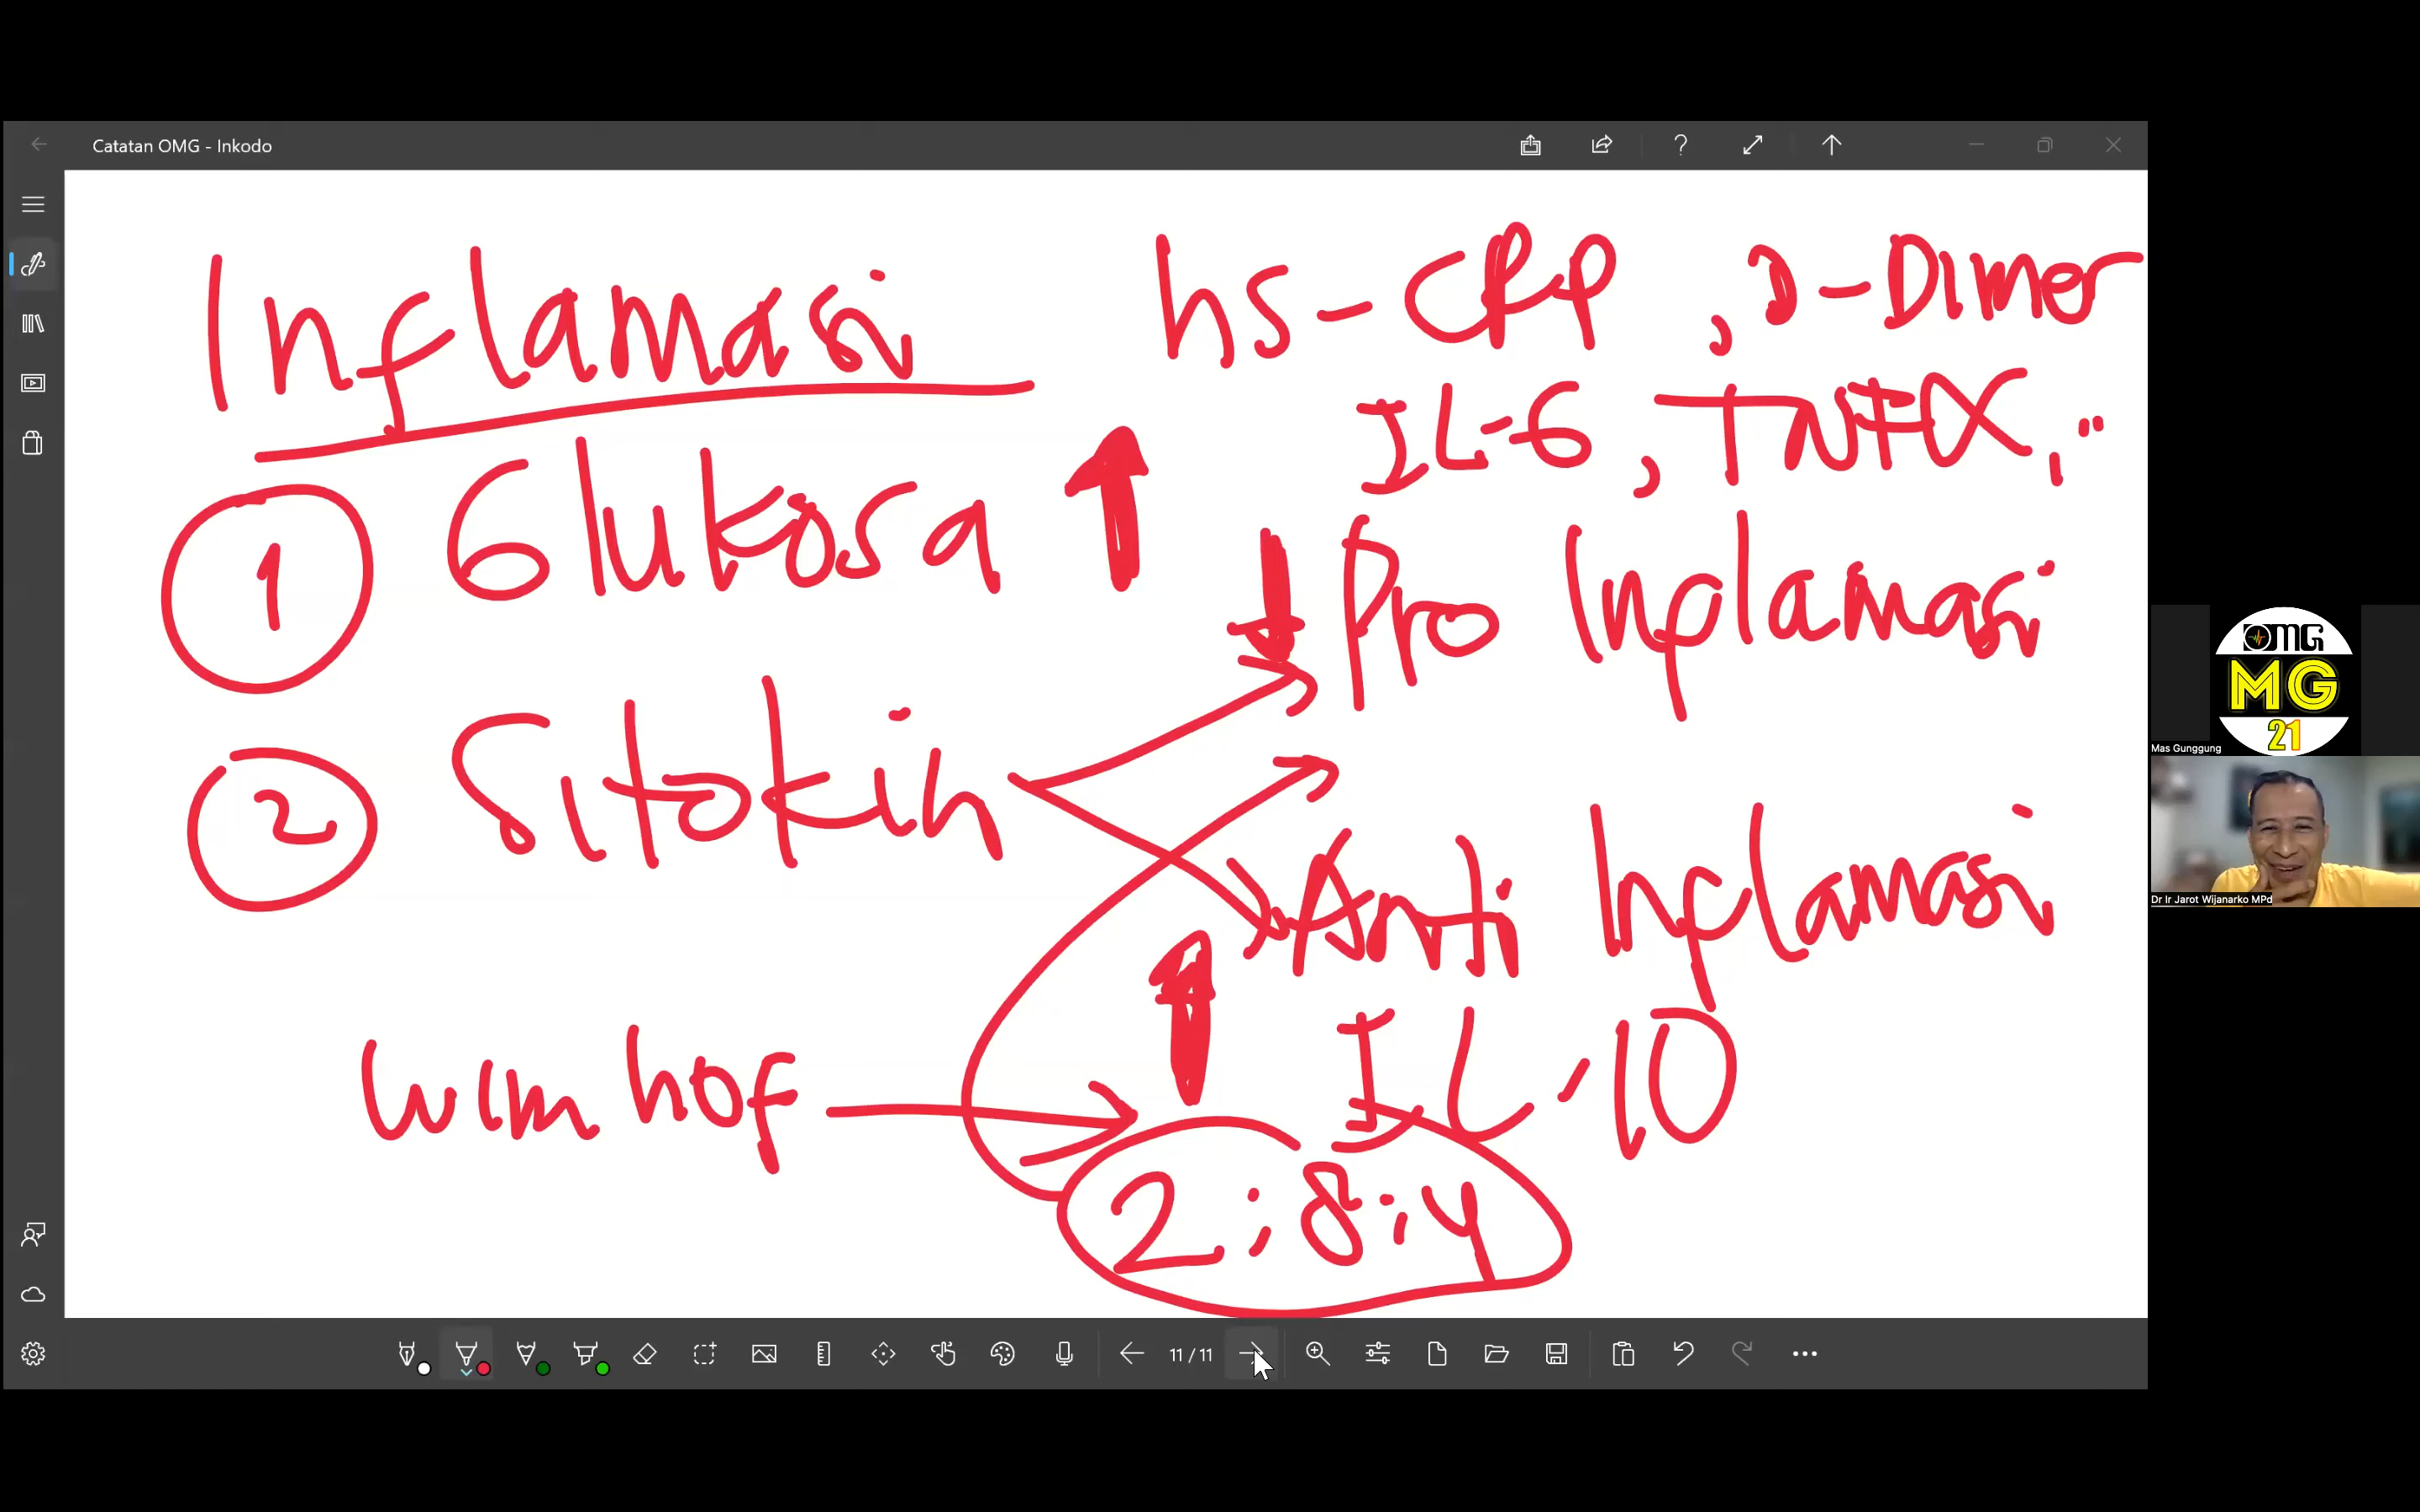 Catatan OMG - Inkodo
Inflamasi
hs-CRP, D-Dimer
IL-6, TNFα, ..
1 Glukosa ↑
↓ Pro Inflamasi
2 Sitokin
Anti Inflamasi
↑ IL-10
wim hof
2 ; 8 ; 4
OMG
MG
21
Mas Gunggung
Dr Ir Jarot Wijanarko MPd
11 / 11